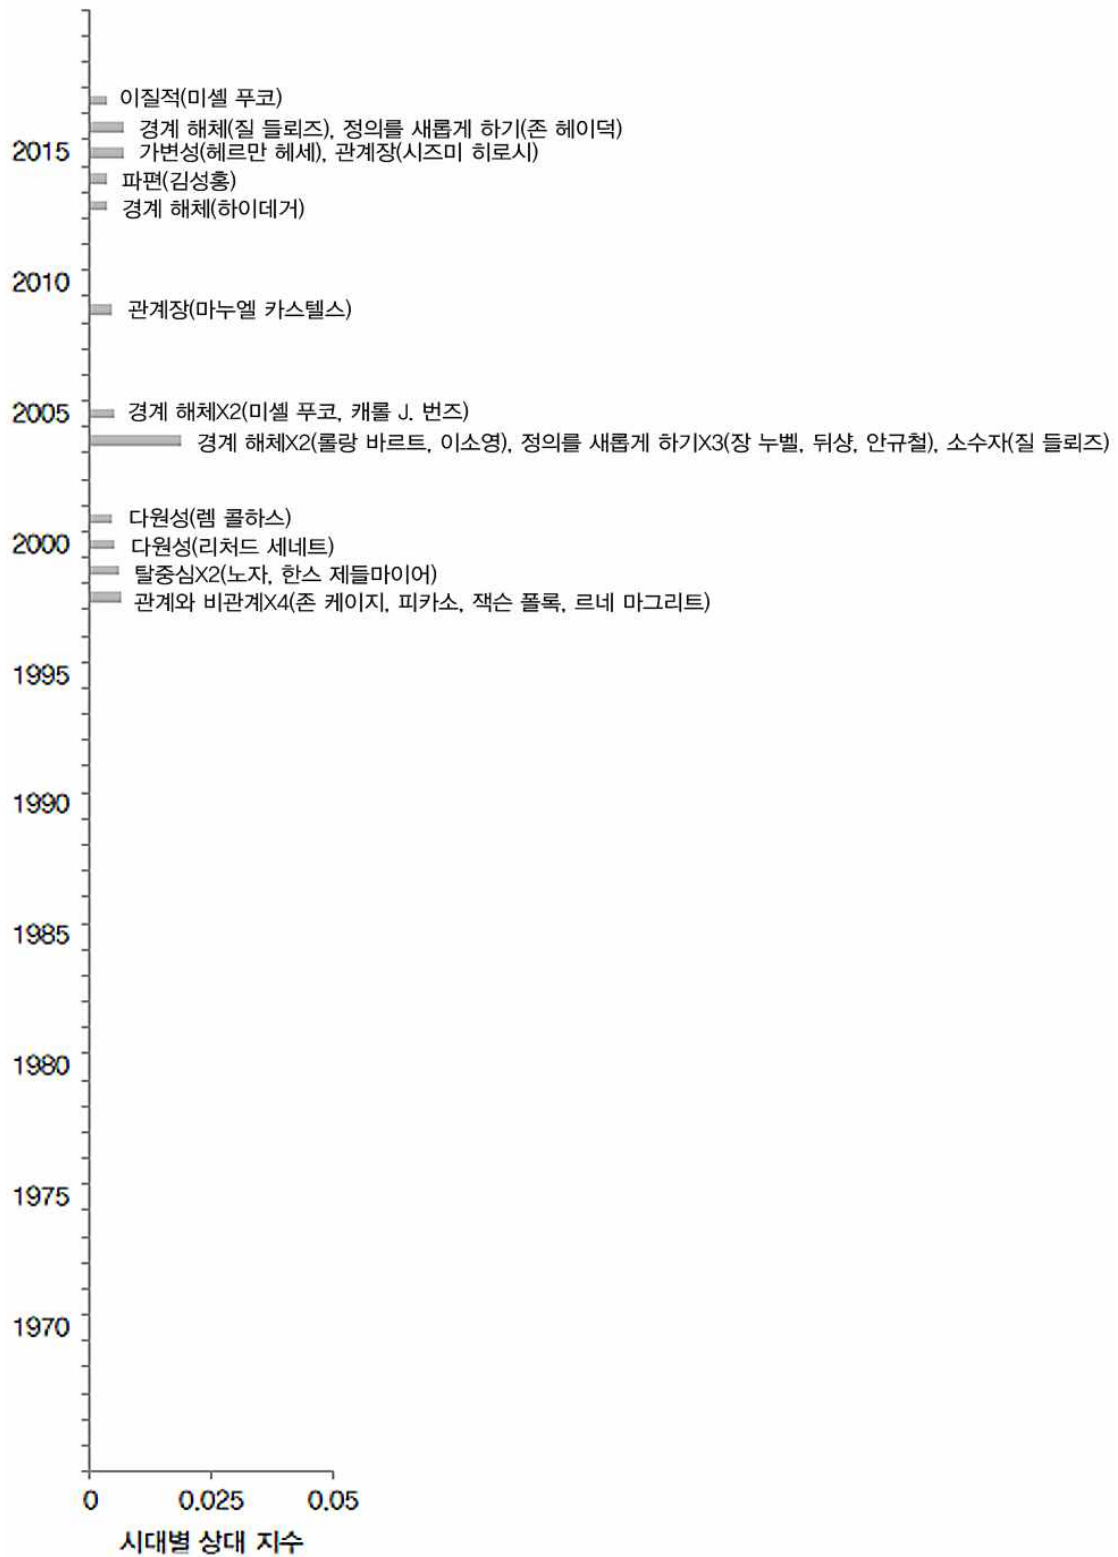 이질적(미셸 푸코)
경계 해체(질 들뢰즈), 정의를 새롭게 하기(존 헤이덕)
2015
가변성(헤르만 헤세), 관계장(시즈미 히로시)
파편(김성홍)
경계 해체(하이데거)
2010
관계장(마누엘 카스텔스)
2005
경계 해체X2(미셸 푸코, 캐롤 J. 번즈)
경계 해체X2(롤랑 바르트, 이소영), 정의를 새롭게 하기X3(장 누벨, 뒤샹, 안규철), 소수자(질 들뢰즈)
다원성(렘 콜하스)
2000
다원성(리처드 세네트)
탈중심X2(노자, 한스 제들마이어)
관계와 비관계X4(존 케이지, 피카소, 잭슨 폴록, 르네 마그리트)
1995
1990
1985
1980
1975
1970
0 0.025 0.05
시대별 상대 지수